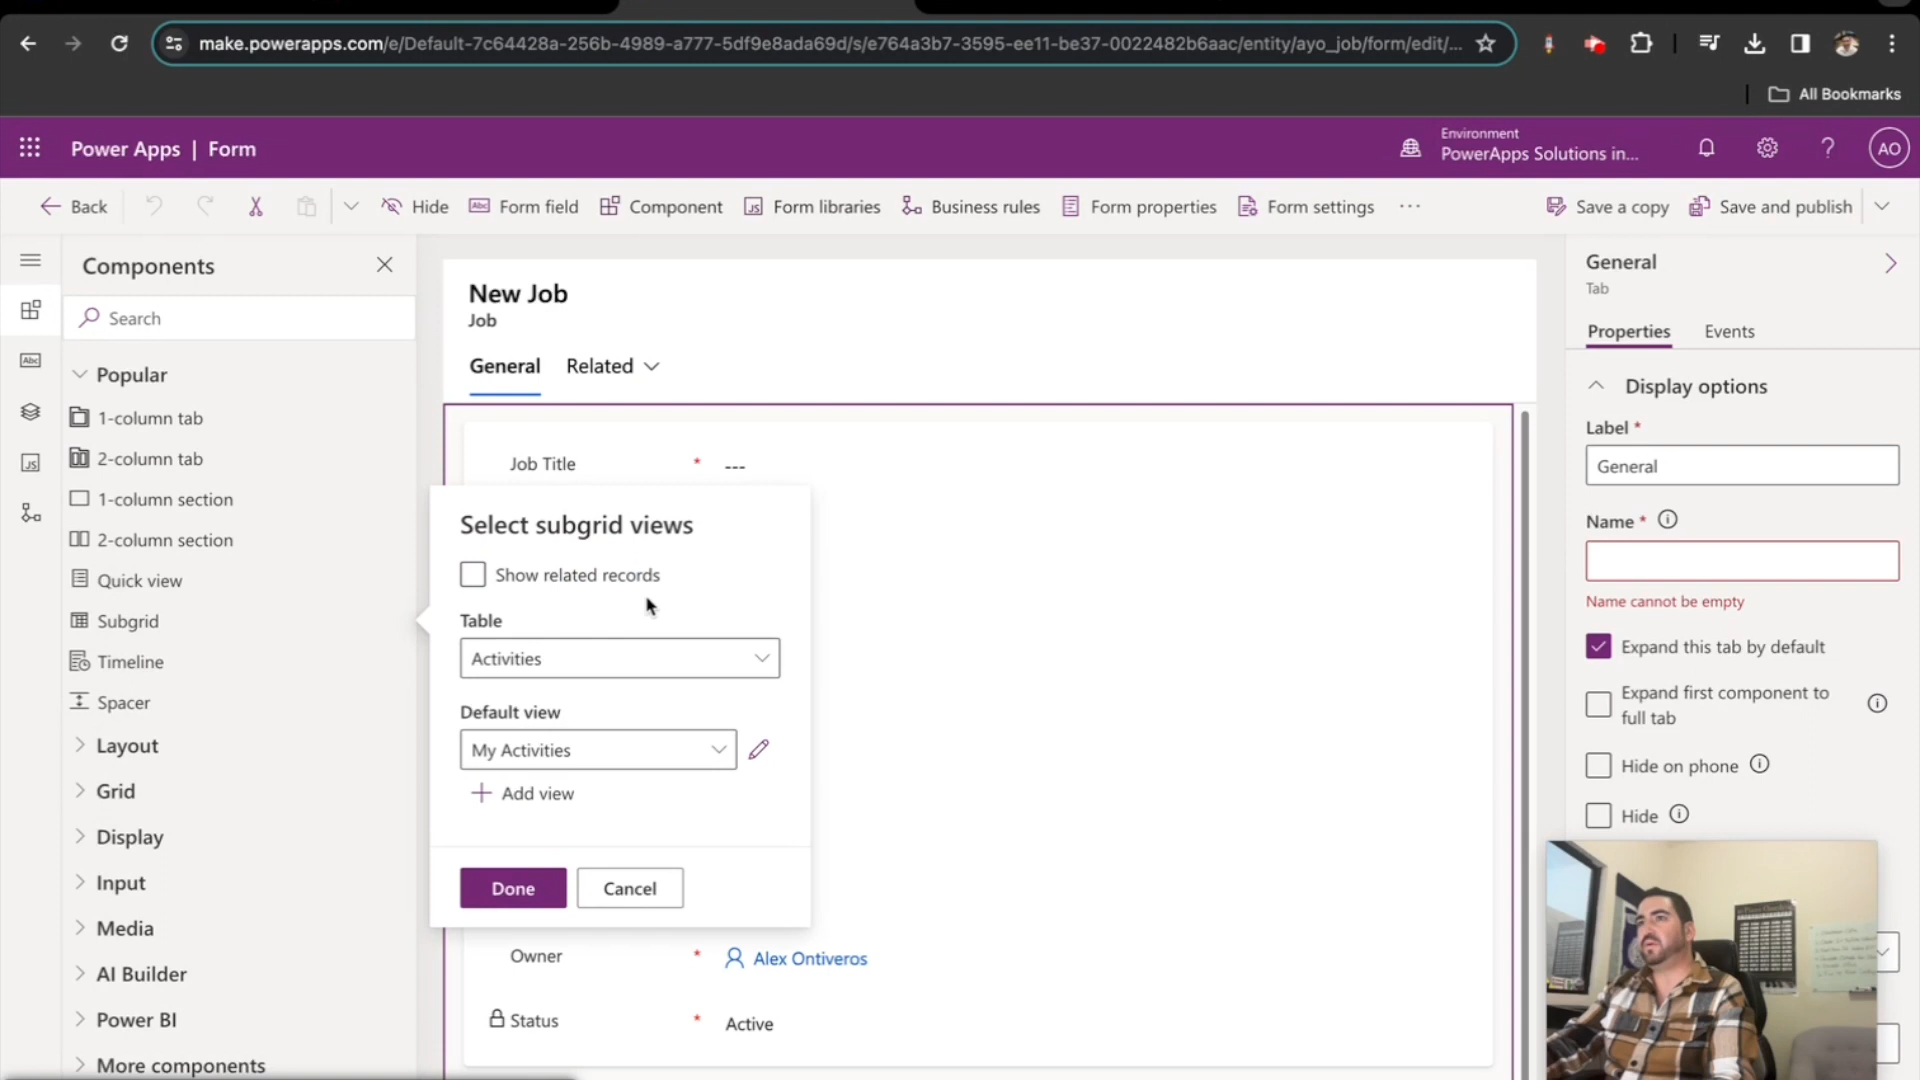 make.powerapps.com/e/Default-7c64428a-256b-4989-a777-5df9e8ada69d/s/e764a3b7-3595-ee11-be37-0022482b6aac/entity/ayo_job/form/edit/...
All Bookmarks
Power Apps | Form
Environment
PowerApps Solutions in...
AO
Back
Hide
Abc Form field
Component
JS Form libraries
Business rules
Form properties
Form settings
Save a copy
Save and publish
Components
Search
Abc
JS
Popular
1-column tab
2-column tab
1-column section
2-column section
Quick view
Subgrid
Timeline
Spacer
Layout
Grid
Display
Input
Media
AI Builder
Power BI
More components
New Job
Job
General
Related
Job Title * ---
Select subgrid views
Show related records
Table
Activities
Default view
My Activities
Add view
Done
Cancel
Owner * Alex Ontiveros
Status * Active
General
Tab
Properties
Events
Display options
Label *
General
Name *
Name cannot be empty
Expand this tab by default
Expand first component to
full tab
Hide on phone
Hide